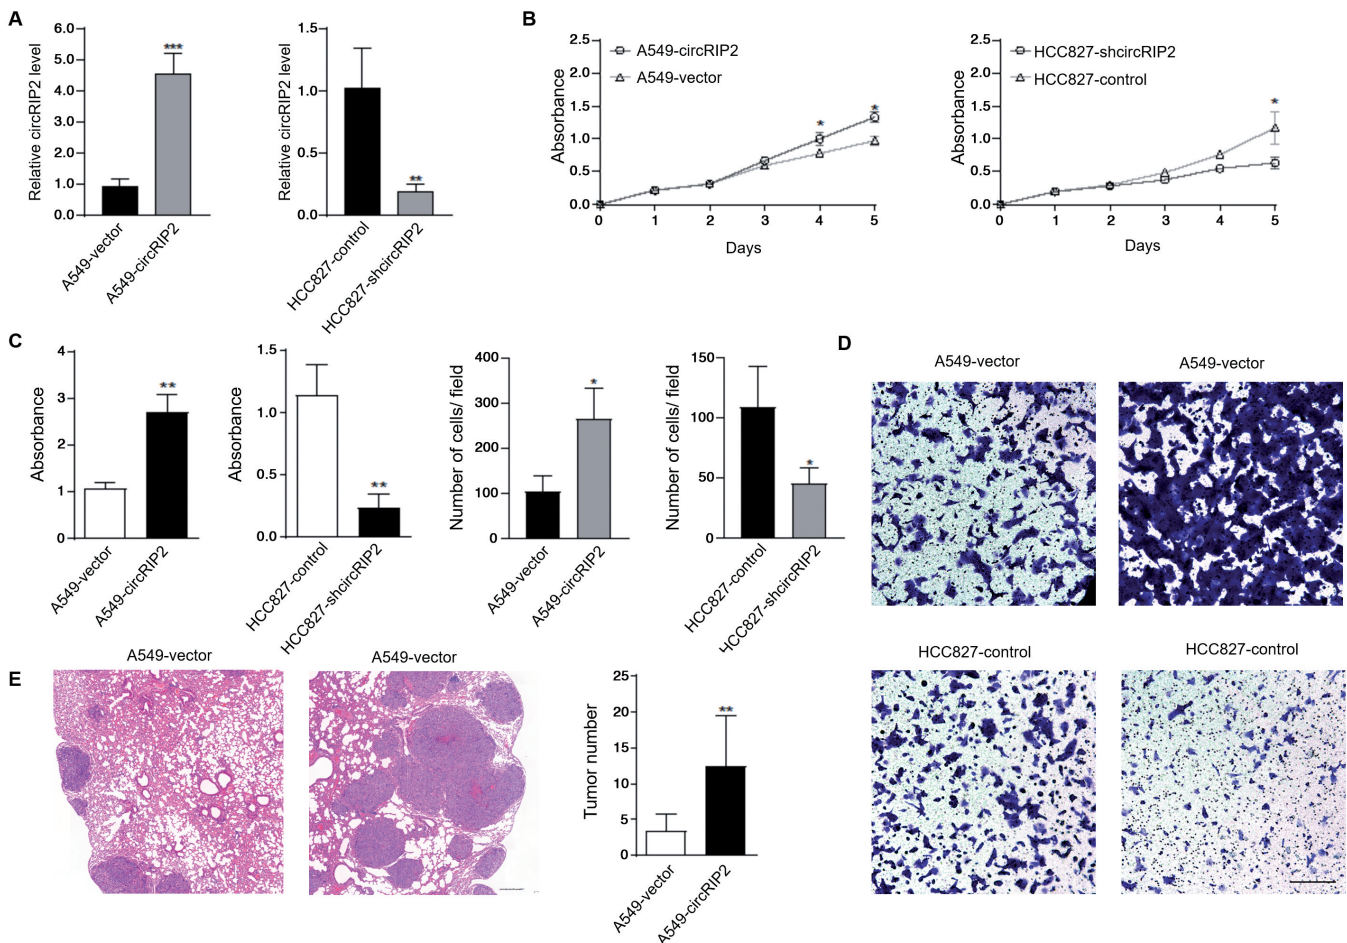 A
Relative circRIP2 level
6.0
5.0
4.0
3.0
2.0
1.0
0.0
***
A549-vector
A549-circRIP2
Relative circRIP2 level
1.5
1.0
0.5
0.0
**
HCC827-control
HCC827-shcircRIP2
B
Absorbance
2.5
2.0
1.5
1.0
0.5
0.0
A549-circRIP2
A549-vector
*
*
0 1 2 3 4 5
Days
Absorbance
2.5
2.0
1.5
1.0
0.5
0.0
HCC827-shcircRIP2
HCC827-control
*
0 1 2 3 4 5
Days
C
Absorbance
4
3
2
1
0
**
A549-vector
A549-circRIP2
Absorbance
1.5
1.0
0.5
0.0
**
HCC827-control
HCC827-shcircRIP2
Number of cells/ field
400
300
200
100
0
*
A549-vector
A549-circRIP2
Number of cells/ field
150
100
50
0
*
HCC827-control
HCC827-shcircRIP2
D
A549-vector
A549-vector
HCC827-control
HCC827-control
E
A549-vector
A549-vector
Tumor number
25
20
15
10
5
0
**
A549-vector
A549-circRIP2